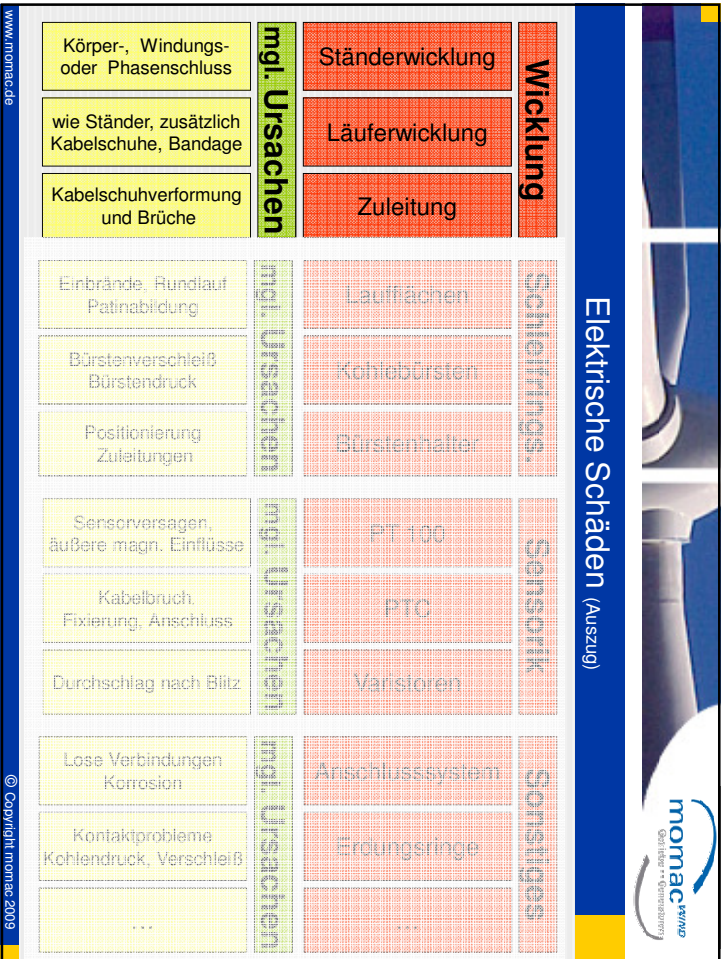 Elektrische Schäden (Auszug)
momac WIND
Wicklung
Ständerwicklung
Läuferwicklung
Zuleitung
mgl. Ursachen
Körper-, Windungs-
oder Phasenschluss
wie Ständer, zusätzlich
Kabelschuhe, Bandage
Kabelschuhverformung
und Brüche
Schleifrings.
Laufflächen
Kohlebürsten
Bürstenhalter
mgl. Ursachen
Einbrände, Rundlauf
Patinabildung
Bürstenverschleiß
Bürstendruck
Positionierung
Zuleitungen
Sensorik
PT 100
PTC
Varistoren
mgl. Ursachen
Sensorversagen,
äußere magn. Einflüsse
Kabelbruch,
Fixierung, Anschluss
Durchschlag nach Blitz
Sonstiges
Anschlusssystem
Erdungsringe
...
mgl. Ursachen
Lose Verbindungen
Korrosion
Kontaktprobleme
Kohlendruck, Verschleiß
...
www.momac.de
© Copyright momac 2009